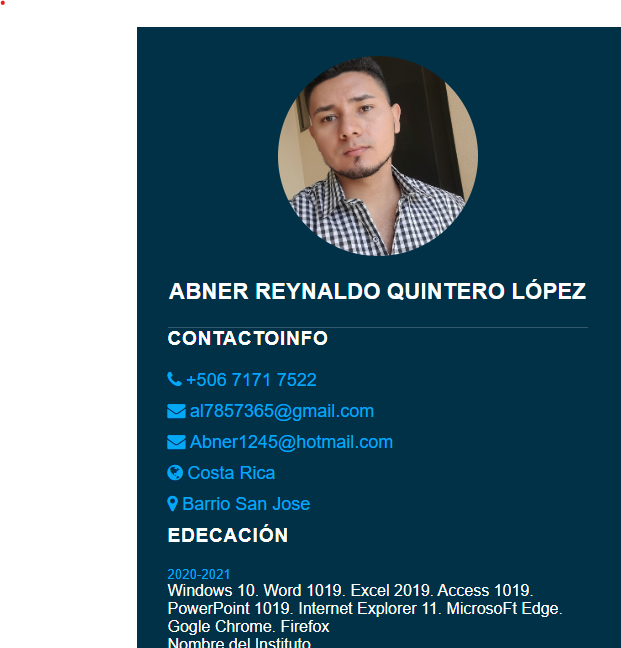 ABNER REYNALDO QUINTERO LÓPEZ
CONTACTOINFO
+506 7171 7522
al7857365@gmail.com
Abner1245@hotmail.com
Costa Rica
Barrio San Jose
EDECACIÓN
2020-2021
Windows 10. Word 1019. Excel 2019. Access 1019.
PowerPoint 1019. Internet Explorer 11. MicrosoFt Edge.
Gogle Chrome. Firefox
Nombre del Instituto